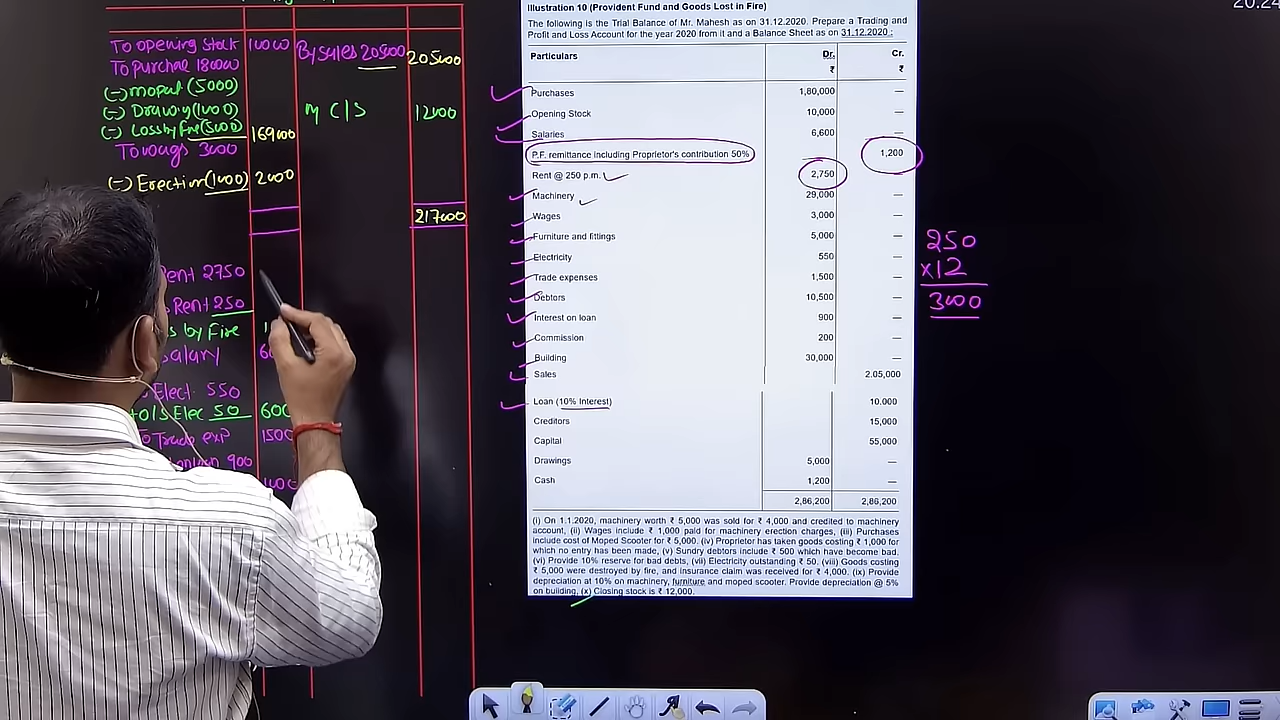 20:24
To opening stock 10000 By sales 205000 205000
To purchase 180000
(-) moped (5000)
(-) Drawing (1000) By C/S 12000
(-) Loss by fire (5000) 169000
To wages 3000
(-) Erection (1000) 2000
217000
Rent 2750
Rent 250
by Fire
Salary
Elect. 550
o/s Elec 50 600
To Trade exp 1500
900
Illustration 10 (Provident Fund and Goods Lost in Fire)
The following is the Trial Balance of Mr. Mahesh as on 31.12.2020. Prepare a Trading and
Profit and Loss Account for the year 2020 from it and a Balance Sheet as on 31.12.2020 :
Particulars Dr. Cr.
₹ ₹
Purchases 1,80,000 —
Opening Stock 10,000 —
Salaries 6,600 —
P.F. remittance including Proprietor's contribution 50% 1,200
Rent @ 250 p.m. 2,750 —
Machinery 29,000 —
Wages 3,000 —
Furniture and fittings 5,000 —
Electricity 550 —
Trade expenses 1,500 —
Debtors 10,500 —
Interest on loan 900 —
Commission 200 —
Building 30,000 —
Sales 2.05,000
Loan (10% Interest) 10.000
Creditors 15,000
Capital 55,000
Drawings 5,000 —
Cash 1,200 —
2,86,200 2,86,200
(i) On 1.1.2020, machinery worth ₹ 5,000 was sold for ₹ 4,000 and credited to machinery
account, (ii) Wages include ₹ 1,000 paid for machinery erection charges, (iii) Purchases
include cost of Moped Scooter for ₹ 5,000. (iv) Proprietor has taken goods costing ₹ 1,000 for
which no entry has been made, (v) Sundry debtors include ₹ 500 which have become bad.
(vi) Provide 10% reserve for bad debts, (vii) Electricity outstanding ₹ 50. (viii) Goods costing
₹ 5,000 were destroyed by fire, and insurance claim was received for ₹ 4,000. (ix) Provide
depreciation at 10% on machinery, furniture and moped scooter. Provide depreciation @ 5%
on building, (x) Closing stock is ₹ 12,000.
250
x12
3000